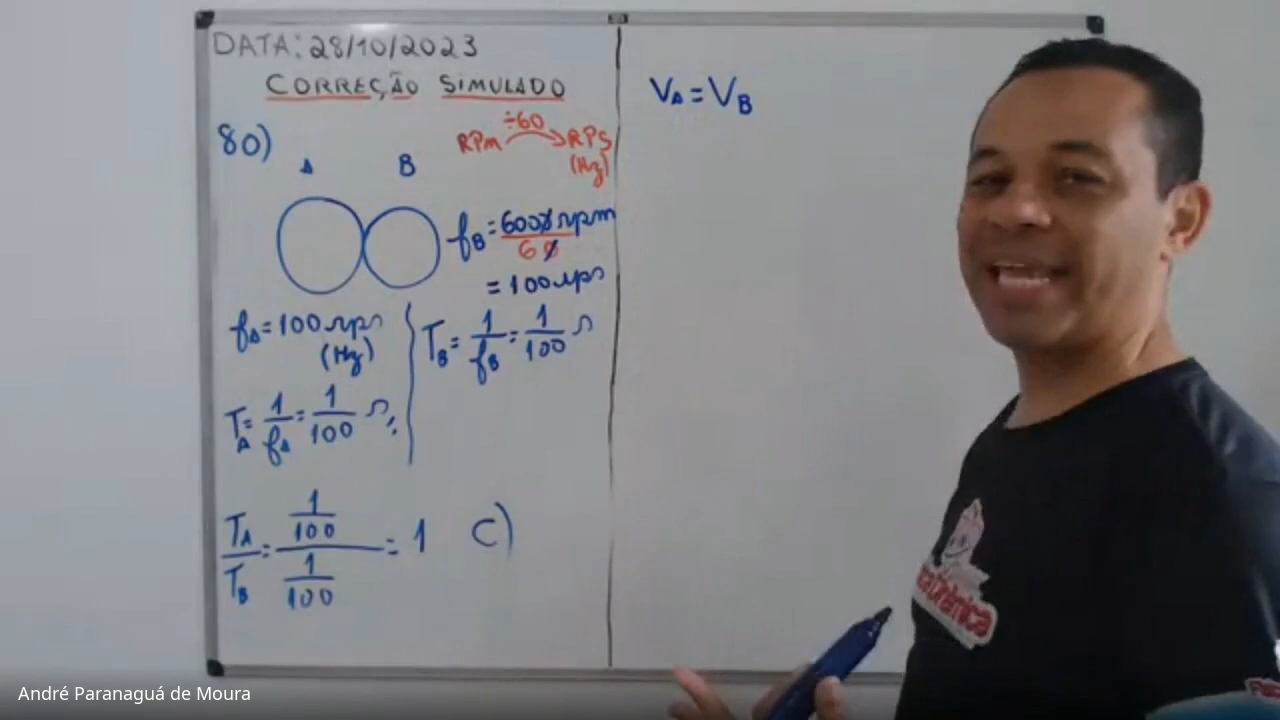 DATA: 28/10/2023
CORREÇÃO SIMULADO
80)
÷60
RPm RPS
(Hz)
A B
fB = 6000 rpm
60
= 100 rps
fA = 100 rps
(Hz)
TB = 1/fB = 1/100 s
TA = 1/fA = 1/100 s
TA/TB = 1/100 / 1/100 = 1 C)
VA = VB
André Paranaguá de Moura